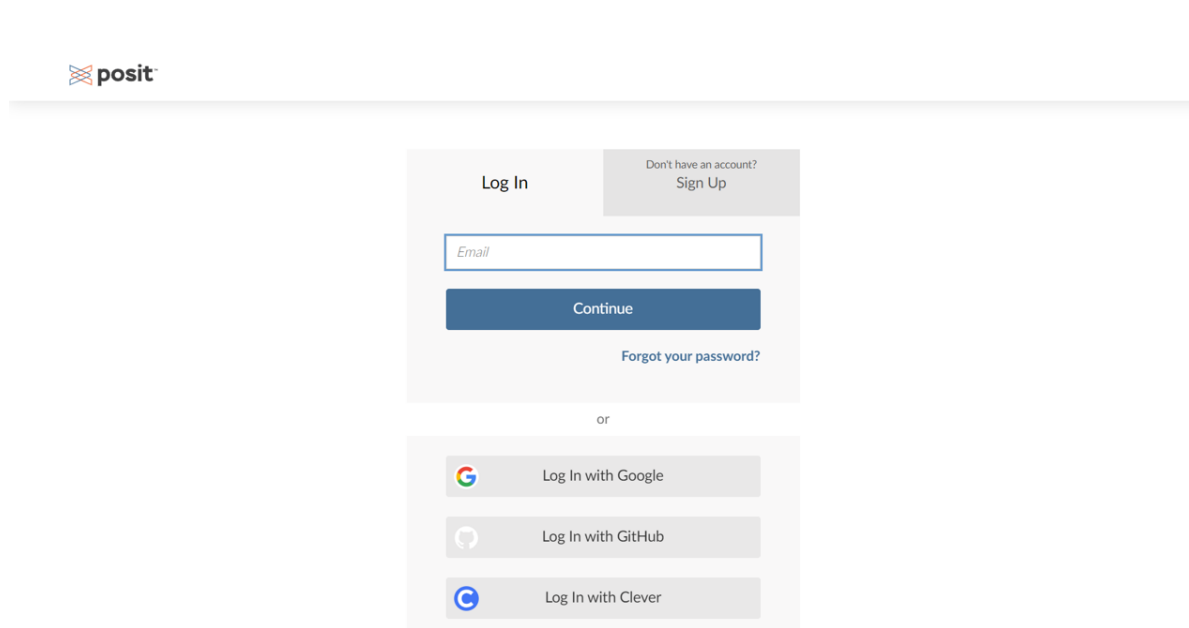 posit
Log In
Don't have an account?
Sign Up
Email
Continue
Forgot your password?
or
Log In with Google
Log In with GitHub
Log In with Clever